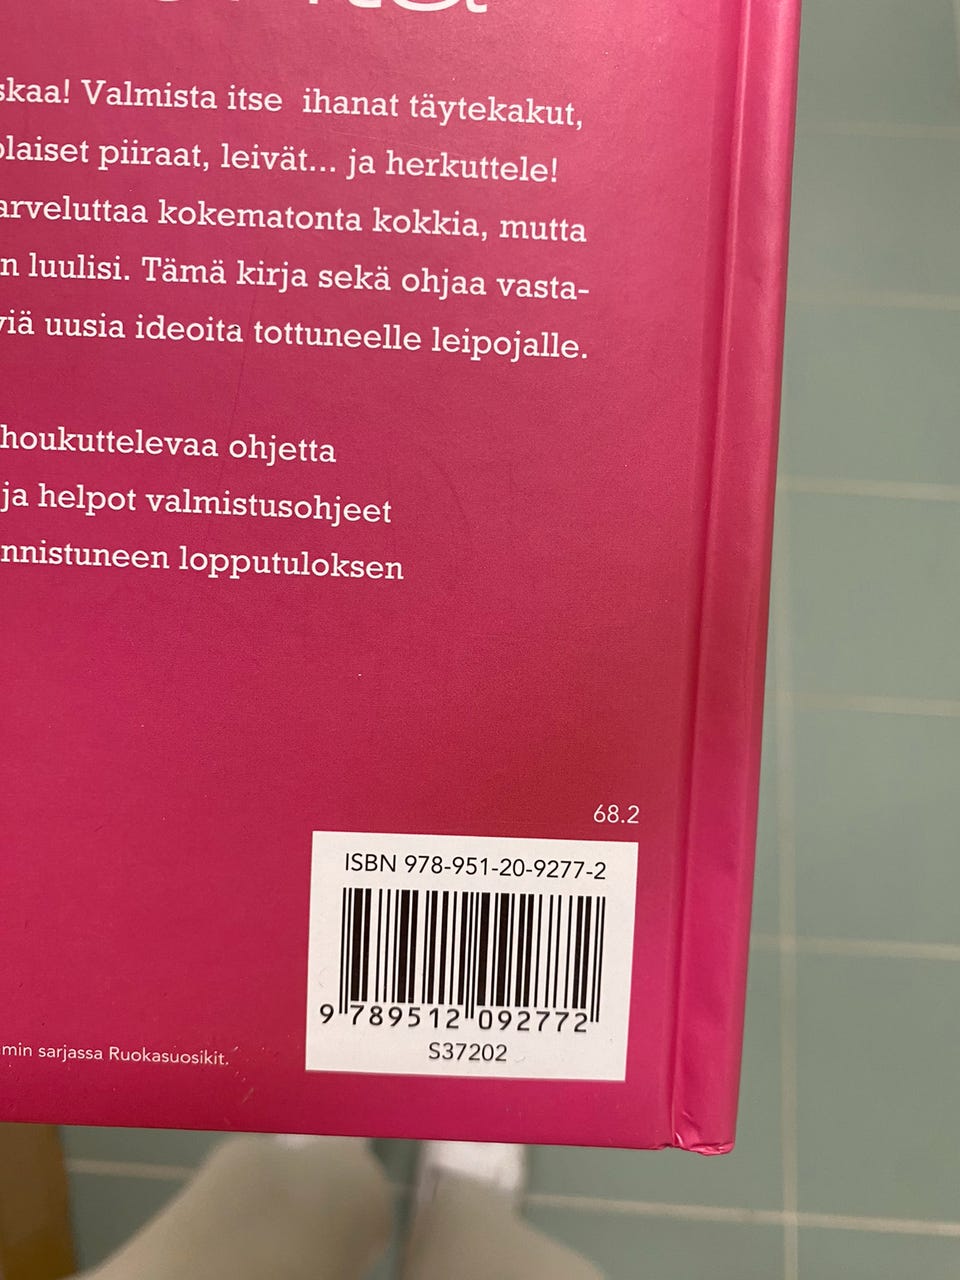 skaa! Valmista itse ihanat täytekakut,
olaiset piiraat, leivät... ja herkuttele!
arveluttaa kokematonta kokkia, mutta
n luulisi. Tämä kirja sekä ohjaa vasta-
viä uusia ideoita tottuneelle leipojalle.
houkuttelevaa ohjetta
ja helpot valmistusohjeet
nnistuneen lopputuloksen
68.2
ISBN 978-951-20-9277-2
9 789512 092772
S37202
min sarjassa Ruokasuosikit.